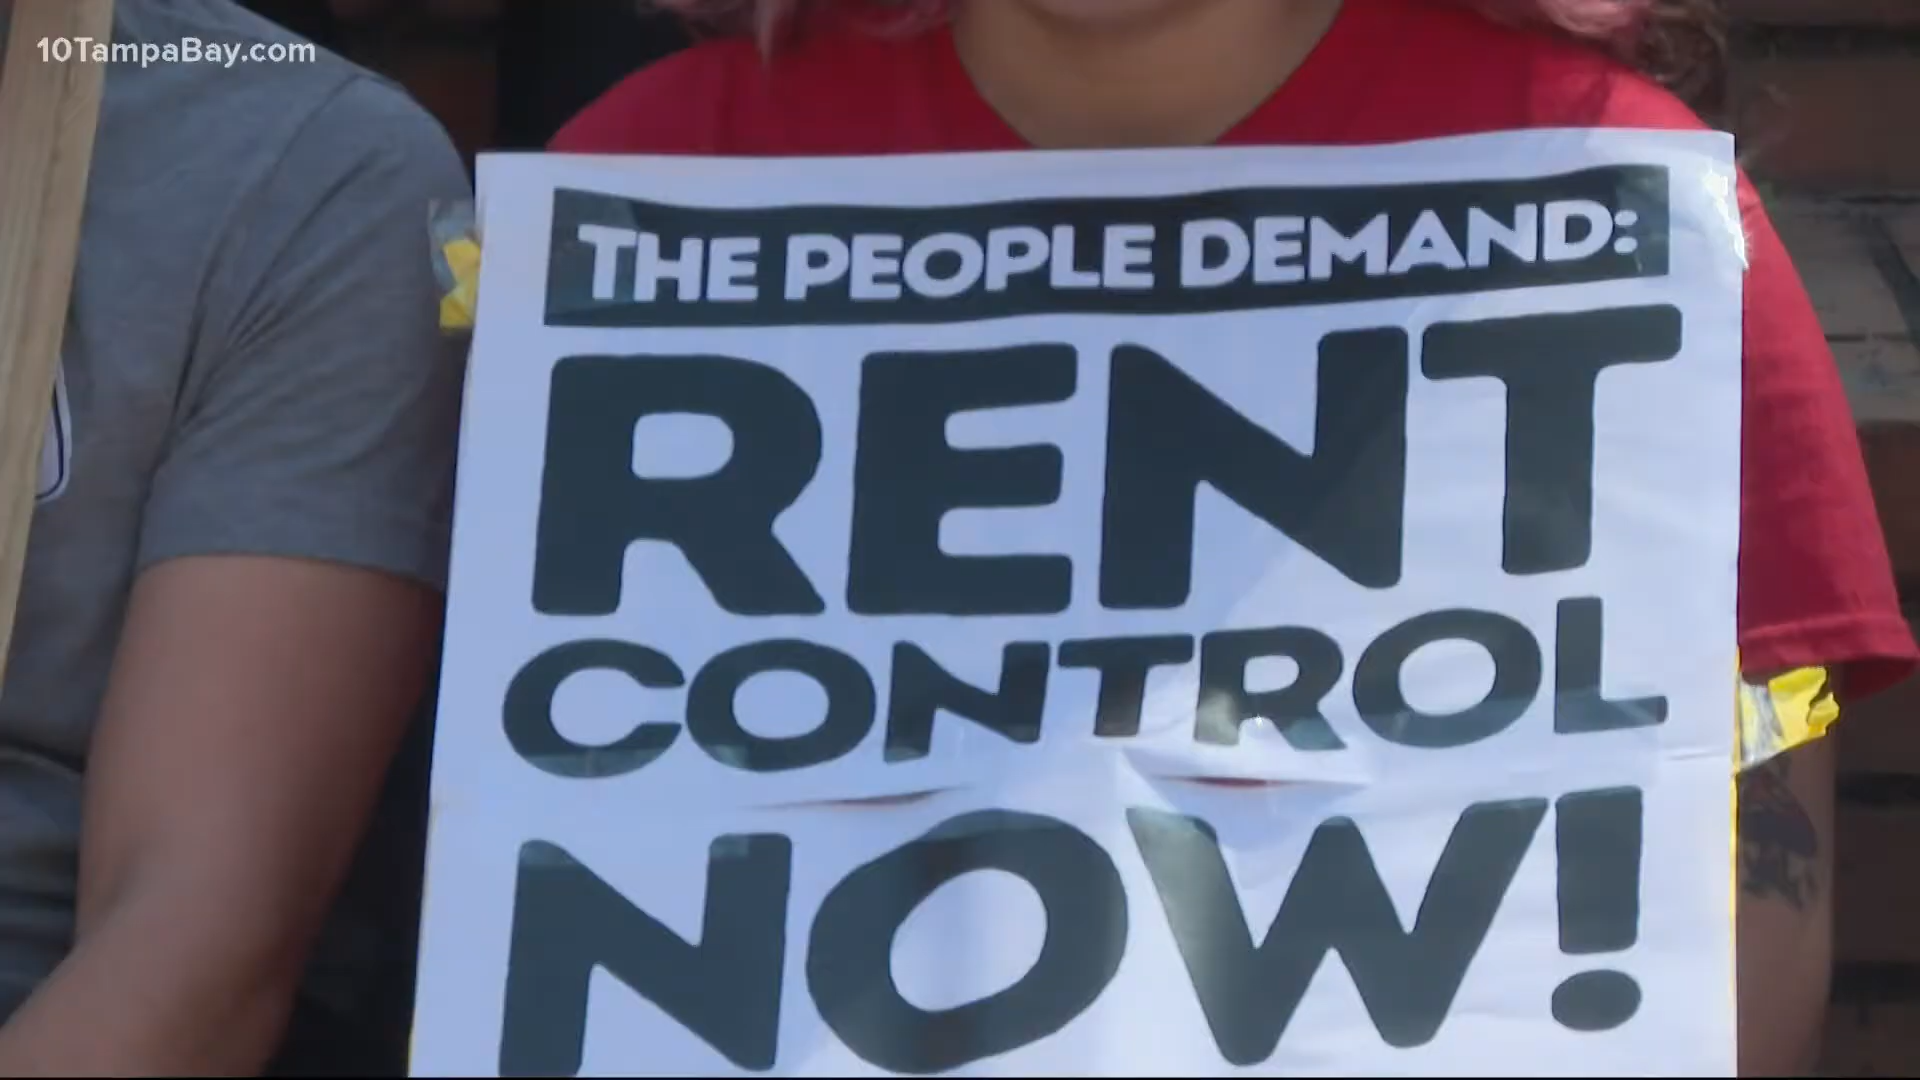 10TampaBay.com
THE PEOPLE DEMAND:
RENT
CONTROL
NOW!